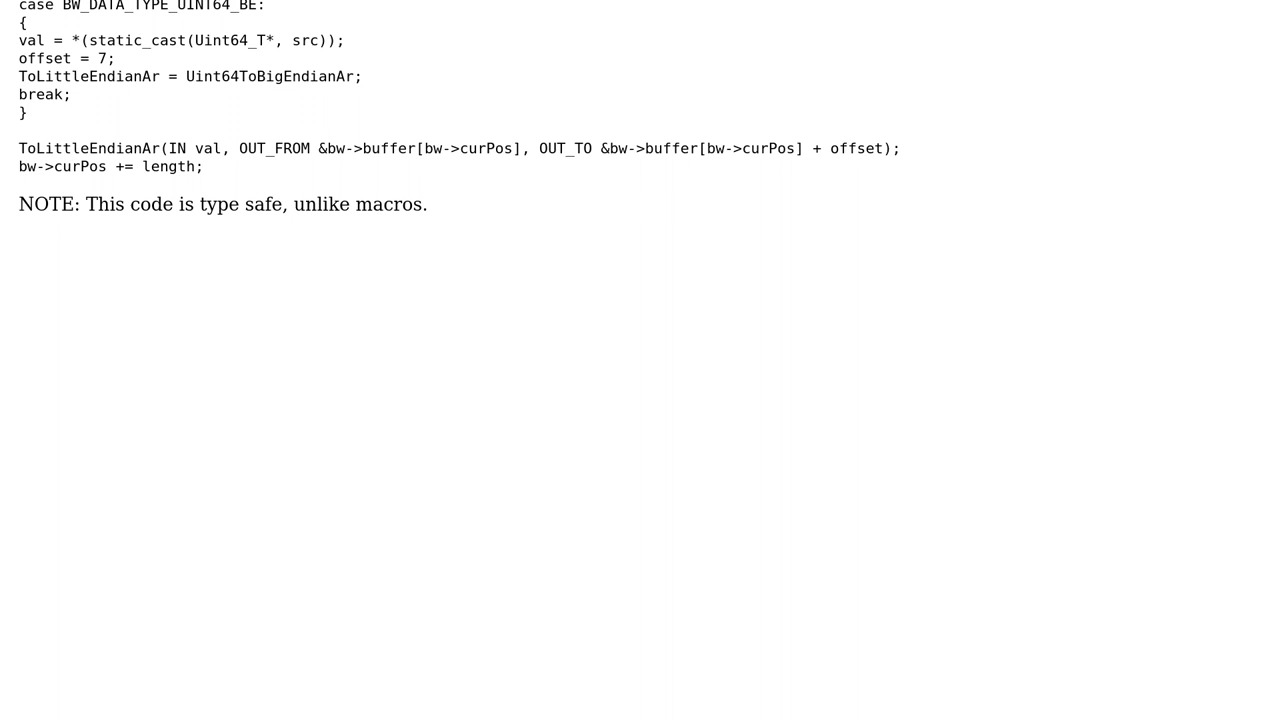 case BW_DATA_TYPE_UINT64_BE:
{
val = *(static_cast(Uint64_T*, src));
offset = 7;
ToLittleEndianAr = Uint64ToBigEndianAr;
break;
}
ToLittleEndianAr(IN val, OUT_FROM &bw->buffer[bw->curPos], OUT_TO &bw->buffer[bw->curPos] + offset);
bw->curPos += length;
NOTE: This code is type safe, unlike macros.